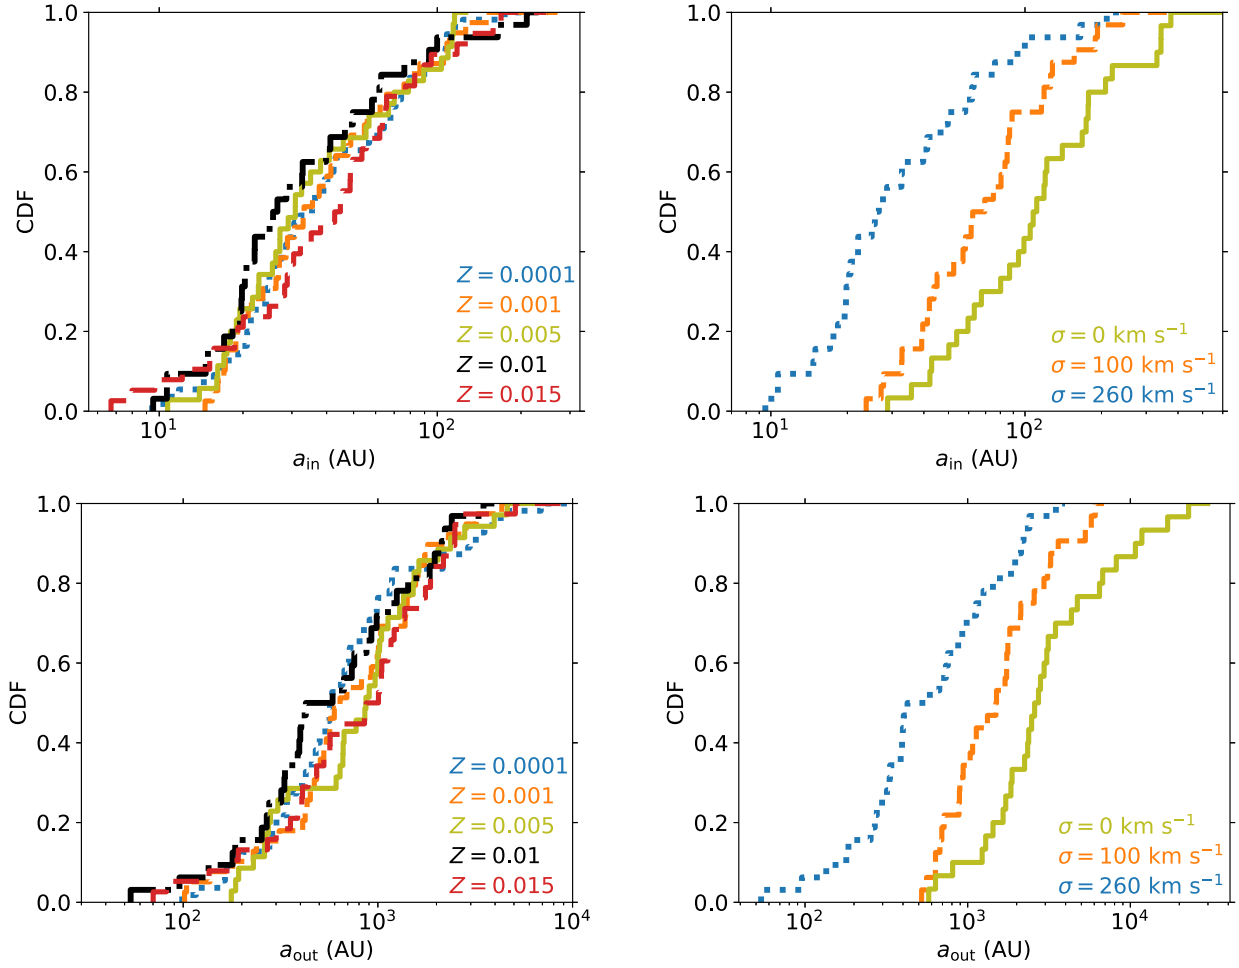 1.0
0.8
0.6
0.4
0.2
0.0
CDF
Z = 0.0001
Z = 0.001
Z = 0.005
Z = 0.01
Z = 0.015
10¹
10²
a_in (AU)
1.0
0.8
0.6
0.4
0.2
0.0
CDF
σ = 0 km s⁻¹
σ = 100 km s⁻¹
σ = 260 km s⁻¹
10¹
10²
a_in (AU)
1.0
0.8
0.6
0.4
0.2
0.0
CDF
Z = 0.0001
Z = 0.001
Z = 0.005
Z = 0.01
Z = 0.015
10²
10³
10⁴
a_out (AU)
1.0
0.8
0.6
0.4
0.2
0.0
CDF
σ = 0 km s⁻¹
σ = 100 km s⁻¹
σ = 260 km s⁻¹
10²
10³
10⁴
a_out (AU)